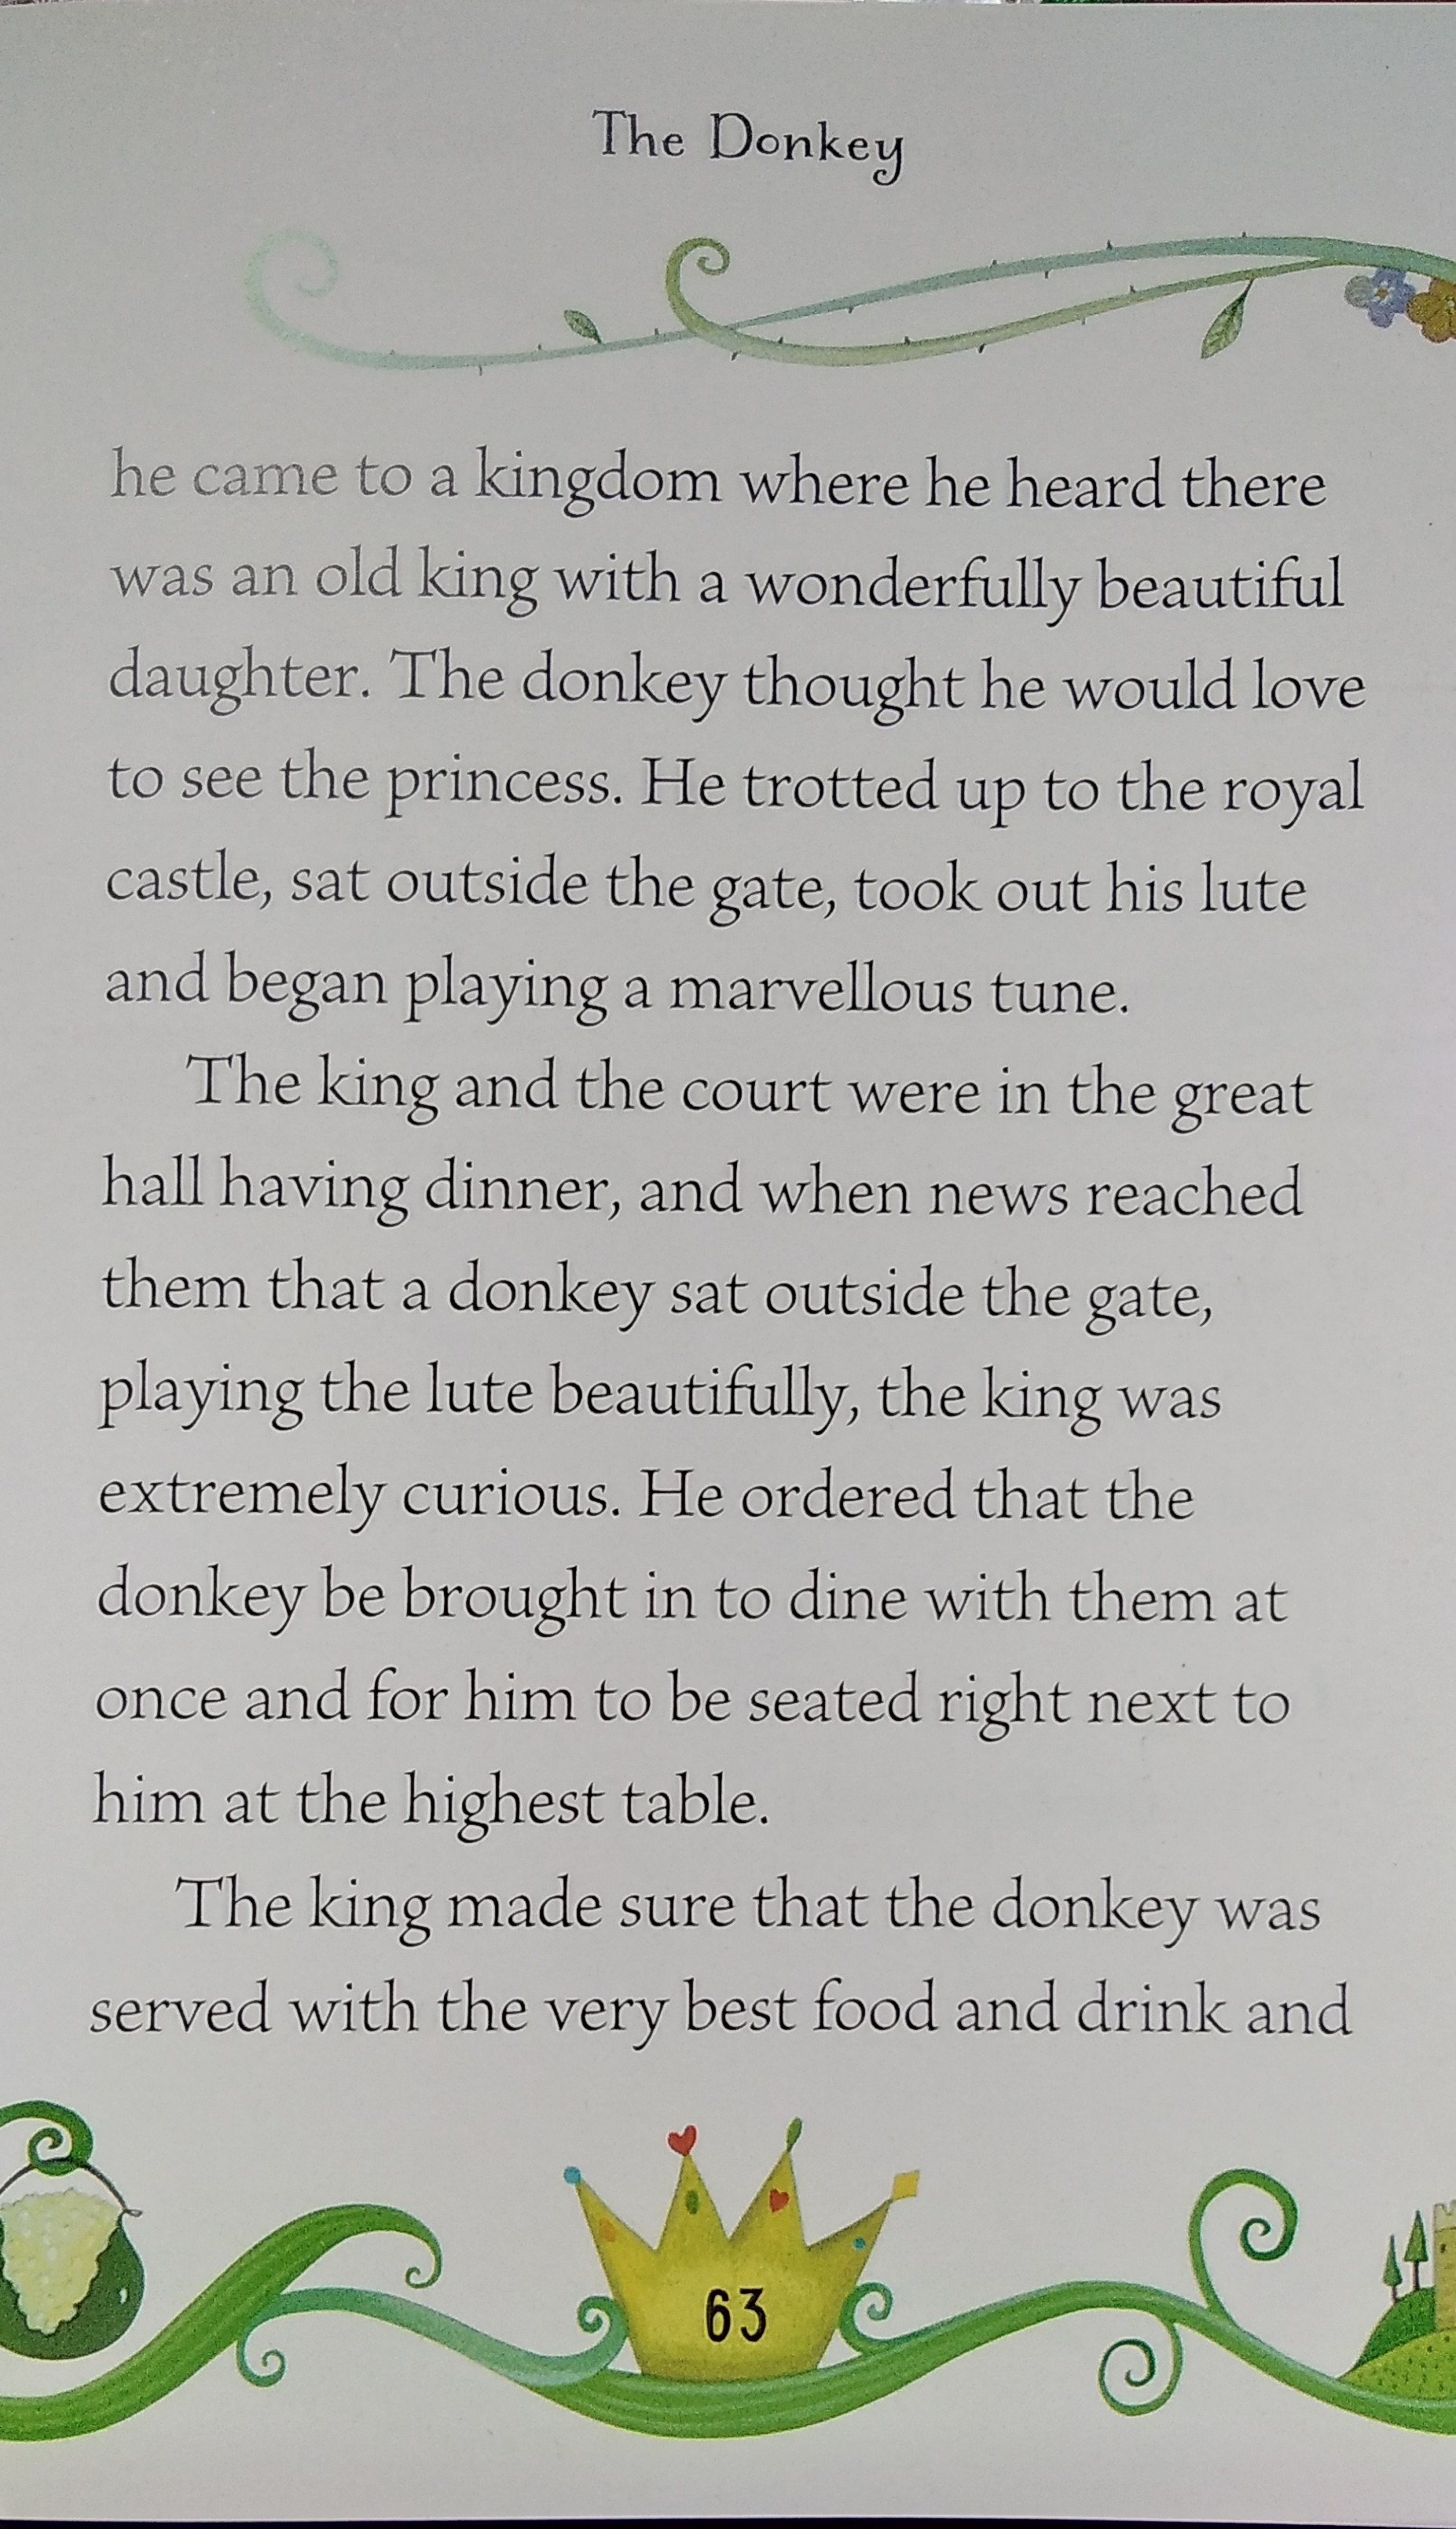 The Donkey
he came to a kingdom where he heard there
was an old king with a wonderfully beautiful
daughter. The donkey thought he would love
to see the princess. He trotted up to the royal
castle, sat outside the gate, took out his lute
and began playing a marvellous tune.
The king and the court were in the great
hall having dinner, and when news reached
them that a donkey sat outside the gate,
playing the lute beautifully, the king was
extremely curious. He ordered that the
donkey be brought in to dine with them at
once and for him to be seated right next to
him at the highest table.
The king made sure that the donkey was
served with the very best food and drink and
63